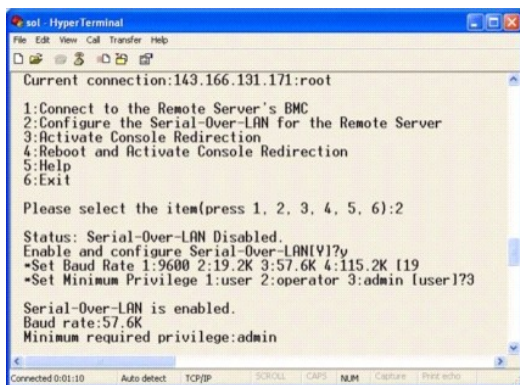 sol - HyperTerminal
File Edit View Call Transfer Help
Current connection:143.166.131.171:root
1:Connect to the Remote Server's BMC
2:Configure the Serial-Over-LAN for the Remote Server
3:Activate Console Redirection
4:Reboot and Activate Console Redirection
5:Help
6:Exit
Please select the item(press 1, 2, 3, 4, 5, 6):2
Status: Serial-Over-LAN Disabled.
Enable and configure Serial-Over-LAN[Y]?y
*Set Baud Rate 1:9600 2:19.2K 3:57.6K 4:115.2K [19
*Set Minimum Privilege 1:user 2:operator 3:admin [user]?3
Serial-Over-LAN is enabled.
Baud rate:57.6K
Minimum required privilege:admin
Connected 0:01:10 Auto detect TCP/IP SCROLL CAPS NUM Capture Print echo